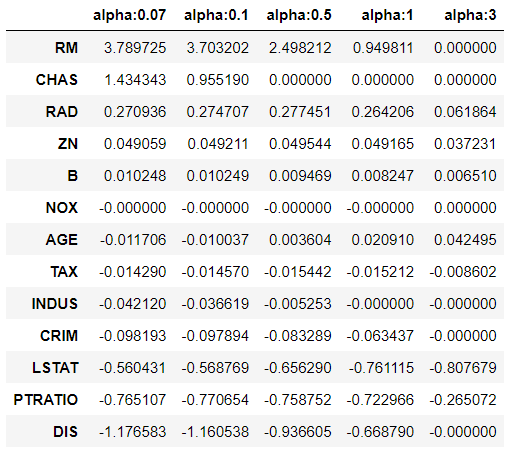 alpha:0.07 alpha:0.1 alpha:0.5 alpha:1 alpha:3
RM 3.789725 3.703202 2.498212 0.949811 0.000000
CHAS 1.434343 0.955190 0.000000 0.000000 0.000000
RAD 0.270936 0.274707 0.277451 0.264206 0.061864
ZN 0.049059 0.049211 0.049544 0.049165 0.037231
B 0.010248 0.010249 0.009469 0.008247 0.006510
NOX -0.000000 -0.000000 -0.000000 -0.000000 0.000000
AGE -0.011706 -0.010037 0.003604 0.020910 0.042495
TAX -0.014290 -0.014570 -0.015442 -0.015212 -0.008602
INDUS -0.042120 -0.036619 -0.005253 -0.000000 -0.000000
CRIM -0.098193 -0.097894 -0.083289 -0.063437 -0.000000
LSTAT -0.560431 -0.568769 -0.656290 -0.761115 -0.807679
PTRATIO -0.765107 -0.770654 -0.758752 -0.722966 -0.265072
DIS -1.176583 -1.160538 -0.936605 -0.668790 -0.000000